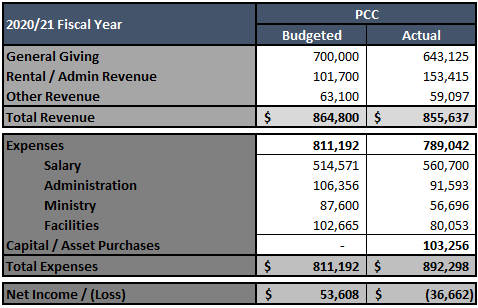 2020/21 Fiscal Year PCC
Budgeted Actual
General Giving 700,000 643,125
Rental / Admin Revenue 101,700 153,415
Other Revenue 63,100 59,097
Total Revenue $ 864,800 $ 855,637
Expenses 811,192 789,042
Salary 514,571 560,700
Administration 106,356 91,593
Ministry 87,600 56,696
Facilities 102,665 80,053
Capital / Asset Purchases - 103,256
Total Expenses $ 811,192 $ 892,298
Net Income / (Loss) $ 53,608 $ (36,662)